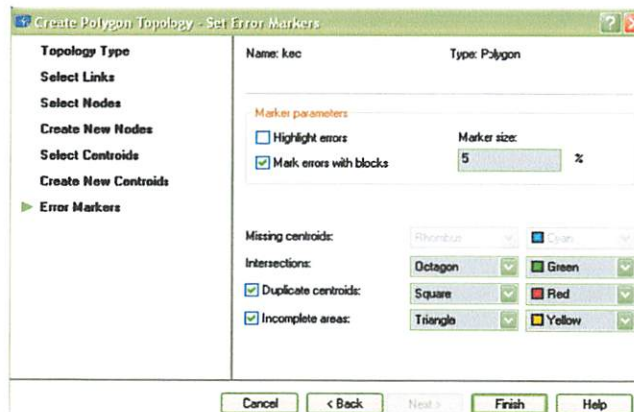 Create Polygon Topology - Set Error Markers
Topology Type
Select Links
Select Nodes
Create New Nodes
Select Centroids
Create New Centroids
Error Markers
Name: kec Type: Polygon
Marker parameters
Highlight errors
Mark errors with blocks
Marker size:
5 %
Missing centroids: Rhombus Cyan
Intersections: Octagon Green
Duplicate centroids: Square Red
Incomplete areas: Triangle Yellow
Cancel < Back Next > Finish Help